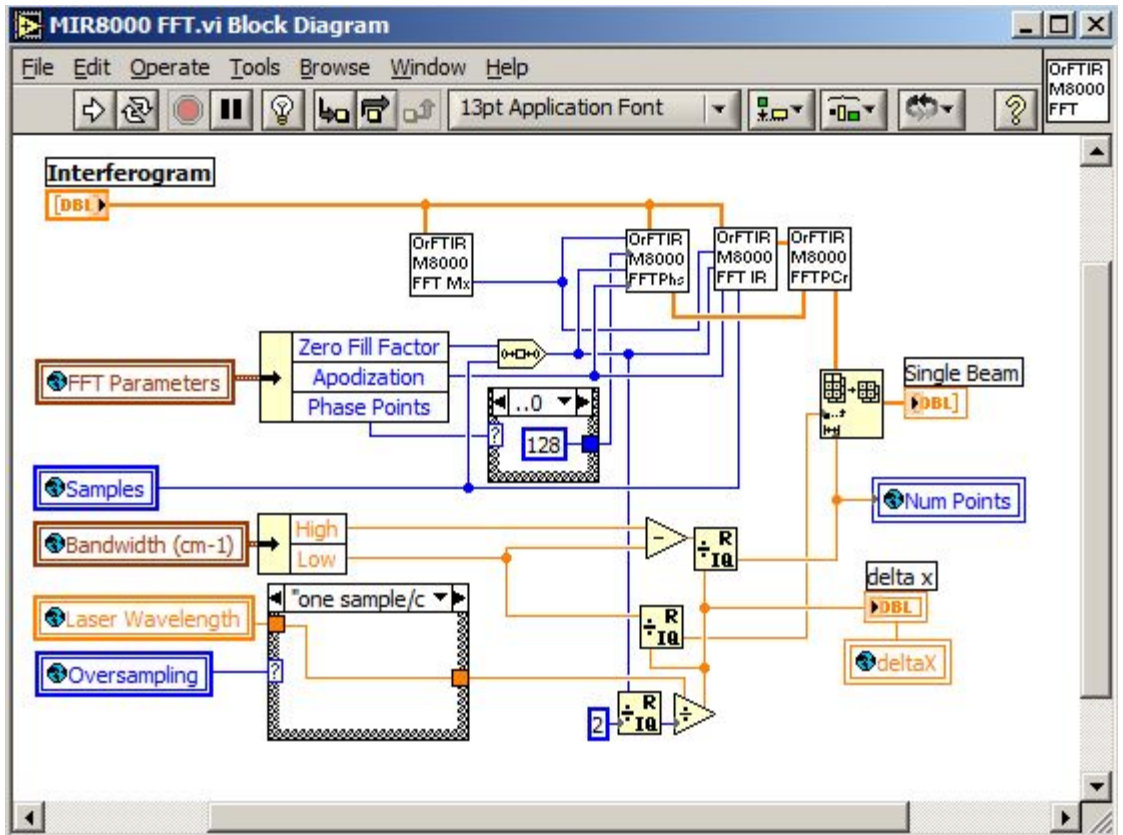 MIR8000 FFT.vi Block Diagram
File Edit Operate Tools Browse Window Help
13pt Application Font
OrFTIR
M8000
FFT
Interferogram
[DBL]
OrFTIR
M8000
FFT Mx
OrFTIR
M8000
FFTPhs
OrFTIR
M8000
FFT IR
OrFTIR
M8000
FFTPCr
FFT Parameters
Zero Fill Factor
Apodization
Phase Points
..0
?
128
Single Beam
DBL]
Samples
Num Points
Bandwidth (cm-1)
High
Low
R
IQ
delta x
DBL
deltaX
"one sample/c
Laser Wavelength
Oversampling
?
R
IQ
2
R
IQ